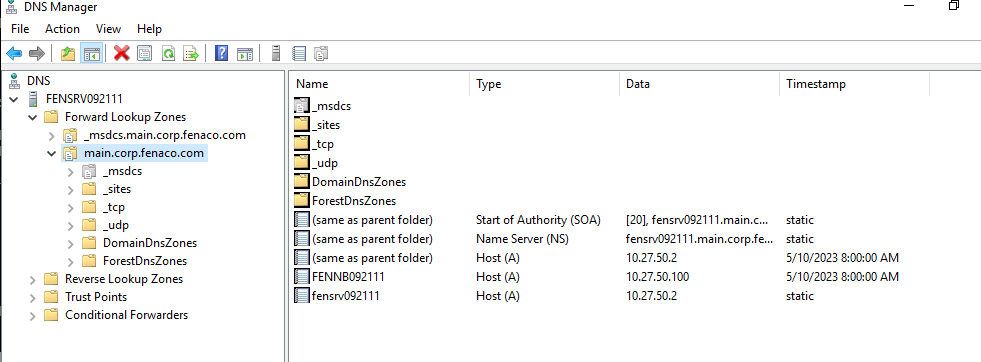 DNS Manager
File Action View Help
DNS
FENSRV092111
Forward Lookup Zones
_msdcs.main.corp.fenaco.com
main.corp.fenaco.com
_msdcs
_sites
_tcp
_udp
DomainDnsZones
ForestDnsZones
Reverse Lookup Zones
Trust Points
Conditional Forwarders
Name Type Data Timestamp
_msdcs
_sites
_tcp
_udp
DomainDnsZones
ForestDnsZones
(same as parent folder) Start of Authority (SOA) [20], fensrv092111.main.c... static
(same as parent folder) Name Server (NS) fensrv092111.main.corp.fe... static
(same as parent folder) Host (A) 10.27.50.2 5/10/2023 8:00:00 AM
FENNB092111 Host (A) 10.27.50.100 5/10/2023 8:00:00 AM
fensrv092111 Host (A) 10.27.50.2 static